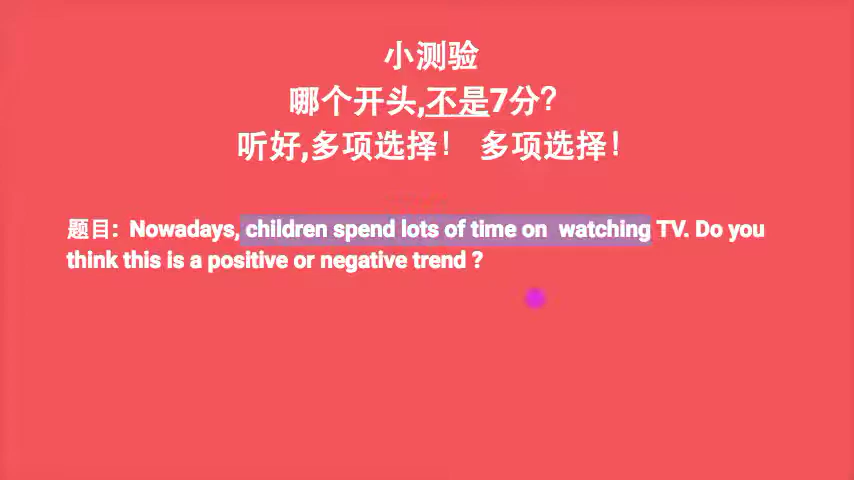 小测验
哪个开头,不是7分?
听好,多项选择! 多项选择!
题目: Nowadays, children spend lots of time on watching TV. Do you
think this is a positive or negative trend ?